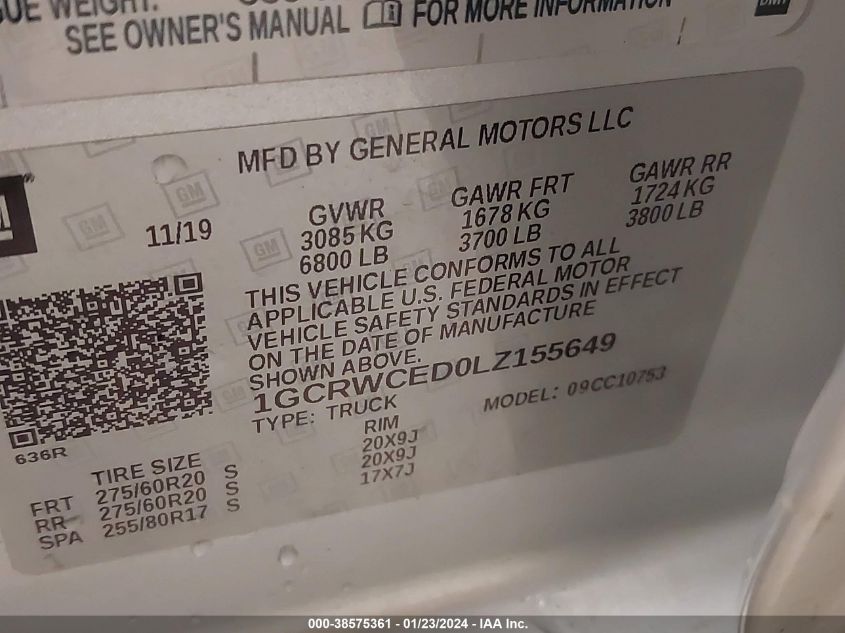 UE WEIGHT:
SEE OWNER'S MANUAL FOR MORE INFORMATION
MFD BY GENERAL MOTORS LLC
GM
11/19
GVWR GAWR FRT GAWR RR
3085 KG 1678 KG 1724 KG
6800 LB 3700 LB 3800 LB
THIS VEHICLE CONFORMS TO ALL
APPLICABLE U.S. FEDERAL MOTOR
VEHICLE SAFETY STANDARDS IN EFFECT
ON THE DATE OF MANUFACTURE
SHOWN ABOVE.
1GCRWCED0LZ155649
TYPE: TRUCK MODEL: 09CC10753
636R
TIRE SIZE RIM
FRT 275/60R20 S 20X9J
RR 275/60R20 S 20X9J
SPA 255/80R17 S 17X7J
000-38575361 - 01/23/2024 - IAA Inc.